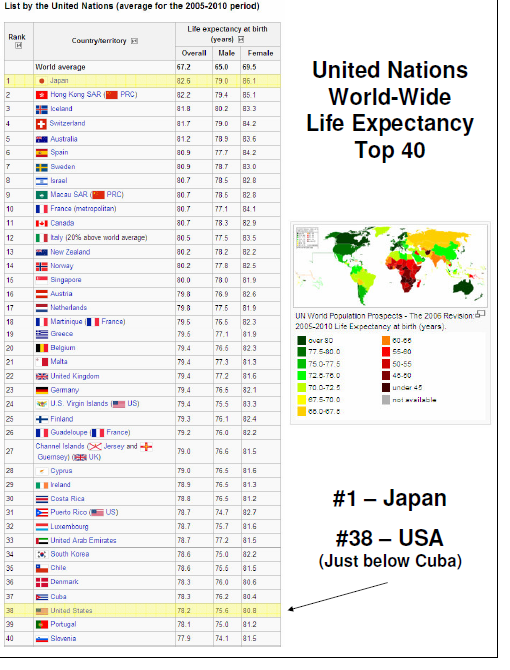 List by the United Nations (average for the 2005-2010 period)
Rank
Country/territory
Life expectancy at birth
(years)
Overall Male Female
World average 67.2 65.0 69.5
1 Japan 82.6 79.0 86.1
2 Hong Kong SAR (PRC) 82.2 79.4 85.1
3 Iceland 81.8 80.2 83.3
4 Switzerland 81.7 79.0 84.2
5 Australia 81.2 78.9 83.6
6 Spain 80.9 77.7 84.2
7 Sweden 80.9 78.7 83.0
8 Israel 80.7 78.5 82.8
9 Macau SAR (PRC) 80.7 78.5 82.8
10 France (metropolitan) 80.7 77.1 84.1
11 Canada 80.7 78.3 82.9
12 Italy (20% above world average) 80.5 77.5 83.5
13 New Zealand 80.2 78.2 82.2
14 Norway 80.2 77.8 82.5
15 Singapore 80.0 78.0 81.9
16 Austria 79.8 76.9 82.6
17 Netherlands 79.8 77.5 81.9
18 Martinique (France) 79.5 76.5 82.3
19 Greece 79.5 77.1 81.9
20 Belgium 79.4 76.5 82.3
21 Malta 79.4 77.3 81.3
22 United Kingdom 79.4 77.2 81.6
23 Germany 79.4 76.5 82.1
24 U.S. Virgin Islands (US) 79.4 75.5 83.3
25 Finland 79.3 76.1 82.4
26 Guadeloupe (France) 79.2 76.0 82.2
27 Channel Islands (Jersey and
Guernsey) (UK) 79.0 76.6 81.5
28 Cyprus 79.0 76.5 81.6
29 Ireland 78.9 76.5 81.3
30 Costa Rica 78.8 76.5 81.2
31 Puerto Rico (US) 78.7 74.7 82.7
32 Luxembourg 78.7 75.7 81.6
33 United Arab Emirates 78.7 77.2 81.5
34 South Korea 78.6 75.0 82.2
35 Chile 78.6 75.5 81.5
36 Denmark 78.3 76.0 80.6
37 Cuba 78.3 76.2 80.4
38 United States 78.2 75.6 80.8
39 Portugal 78.1 75.0 81.2
40 Slovenia 77.9 74.1 81.5
United Nations
World-Wide
Life Expectancy
Top 40
UN World Population Prospects - The 2006 Revision:
2005-2010 Life Expectancy at birth (years).
over 80
77.5-80.0
75.0-77.5
72.5-75.0
70.0-72.5
67.5-70.0
65.0-67.5
60-65
55-60
50-55
45-50
under 45
not available
#1 – Japan
#38 – USA
(Just below Cuba)